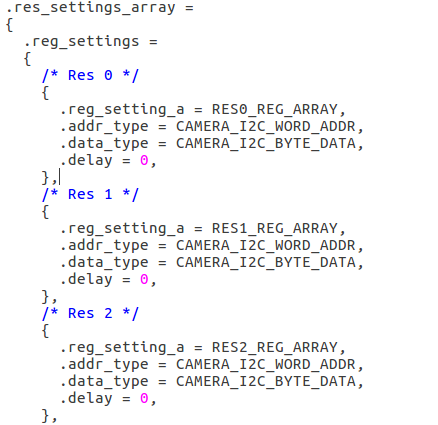 .res_settings_array =
{
  .reg_settings =
  {
    /* Res 0 */
    {
      .reg_setting_a = RES0_REG_ARRAY,
      .addr_type = CAMERA_I2C_WORD_ADDR,
      .data_type = CAMERA_I2C_BYTE_DATA,
      .delay = 0,
    },
    /* Res 1 */
    {
      .reg_setting_a = RES1_REG_ARRAY,
      .addr_type = CAMERA_I2C_WORD_ADDR,
      .data_type = CAMERA_I2C_BYTE_DATA,
      .delay = 0,
    },
    /* Res 2 */
    {
      .reg_setting_a = RES2_REG_ARRAY,
      .addr_type = CAMERA_I2C_WORD_ADDR,
      .data_type = CAMERA_I2C_BYTE_DATA,
      .delay = 0,
    },